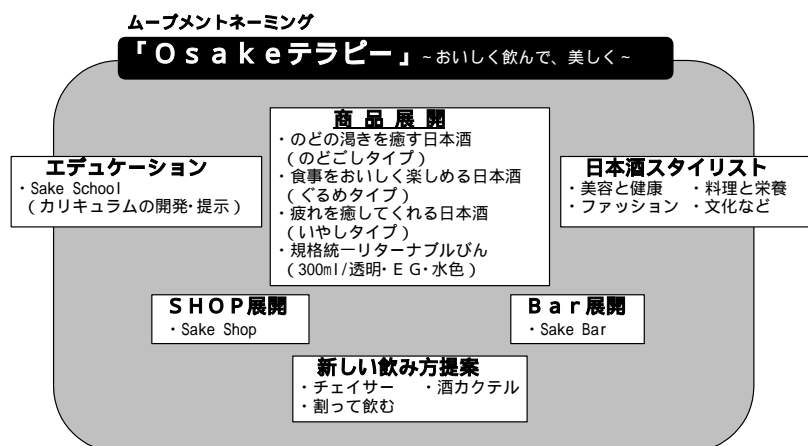 ムーブメントネーミング
「Osakeテラピー」~おいしく飲んで、美しく~
商品展開
・のどの渇きを癒す日本酒
(のどごしタイプ)
・食事をおいしく楽しめる日本酒
(ぐるめタイプ)
・疲れを癒してくれる日本酒
(いやしタイプ)
・規格統一リターナブルびん
(300ml/透明・EG・水色)
エデュケーション
・Sake School
(カリキュラムの開発・提示)
日本酒スタイリスト
・美容と健康 ・料理と栄養
・ファッション ・文化など
SHOP展開
・Sake Shop
Bar展開
・Sake Bar
新しい飲み方提案
・チェイサー ・酒カクテル
・割って飲む